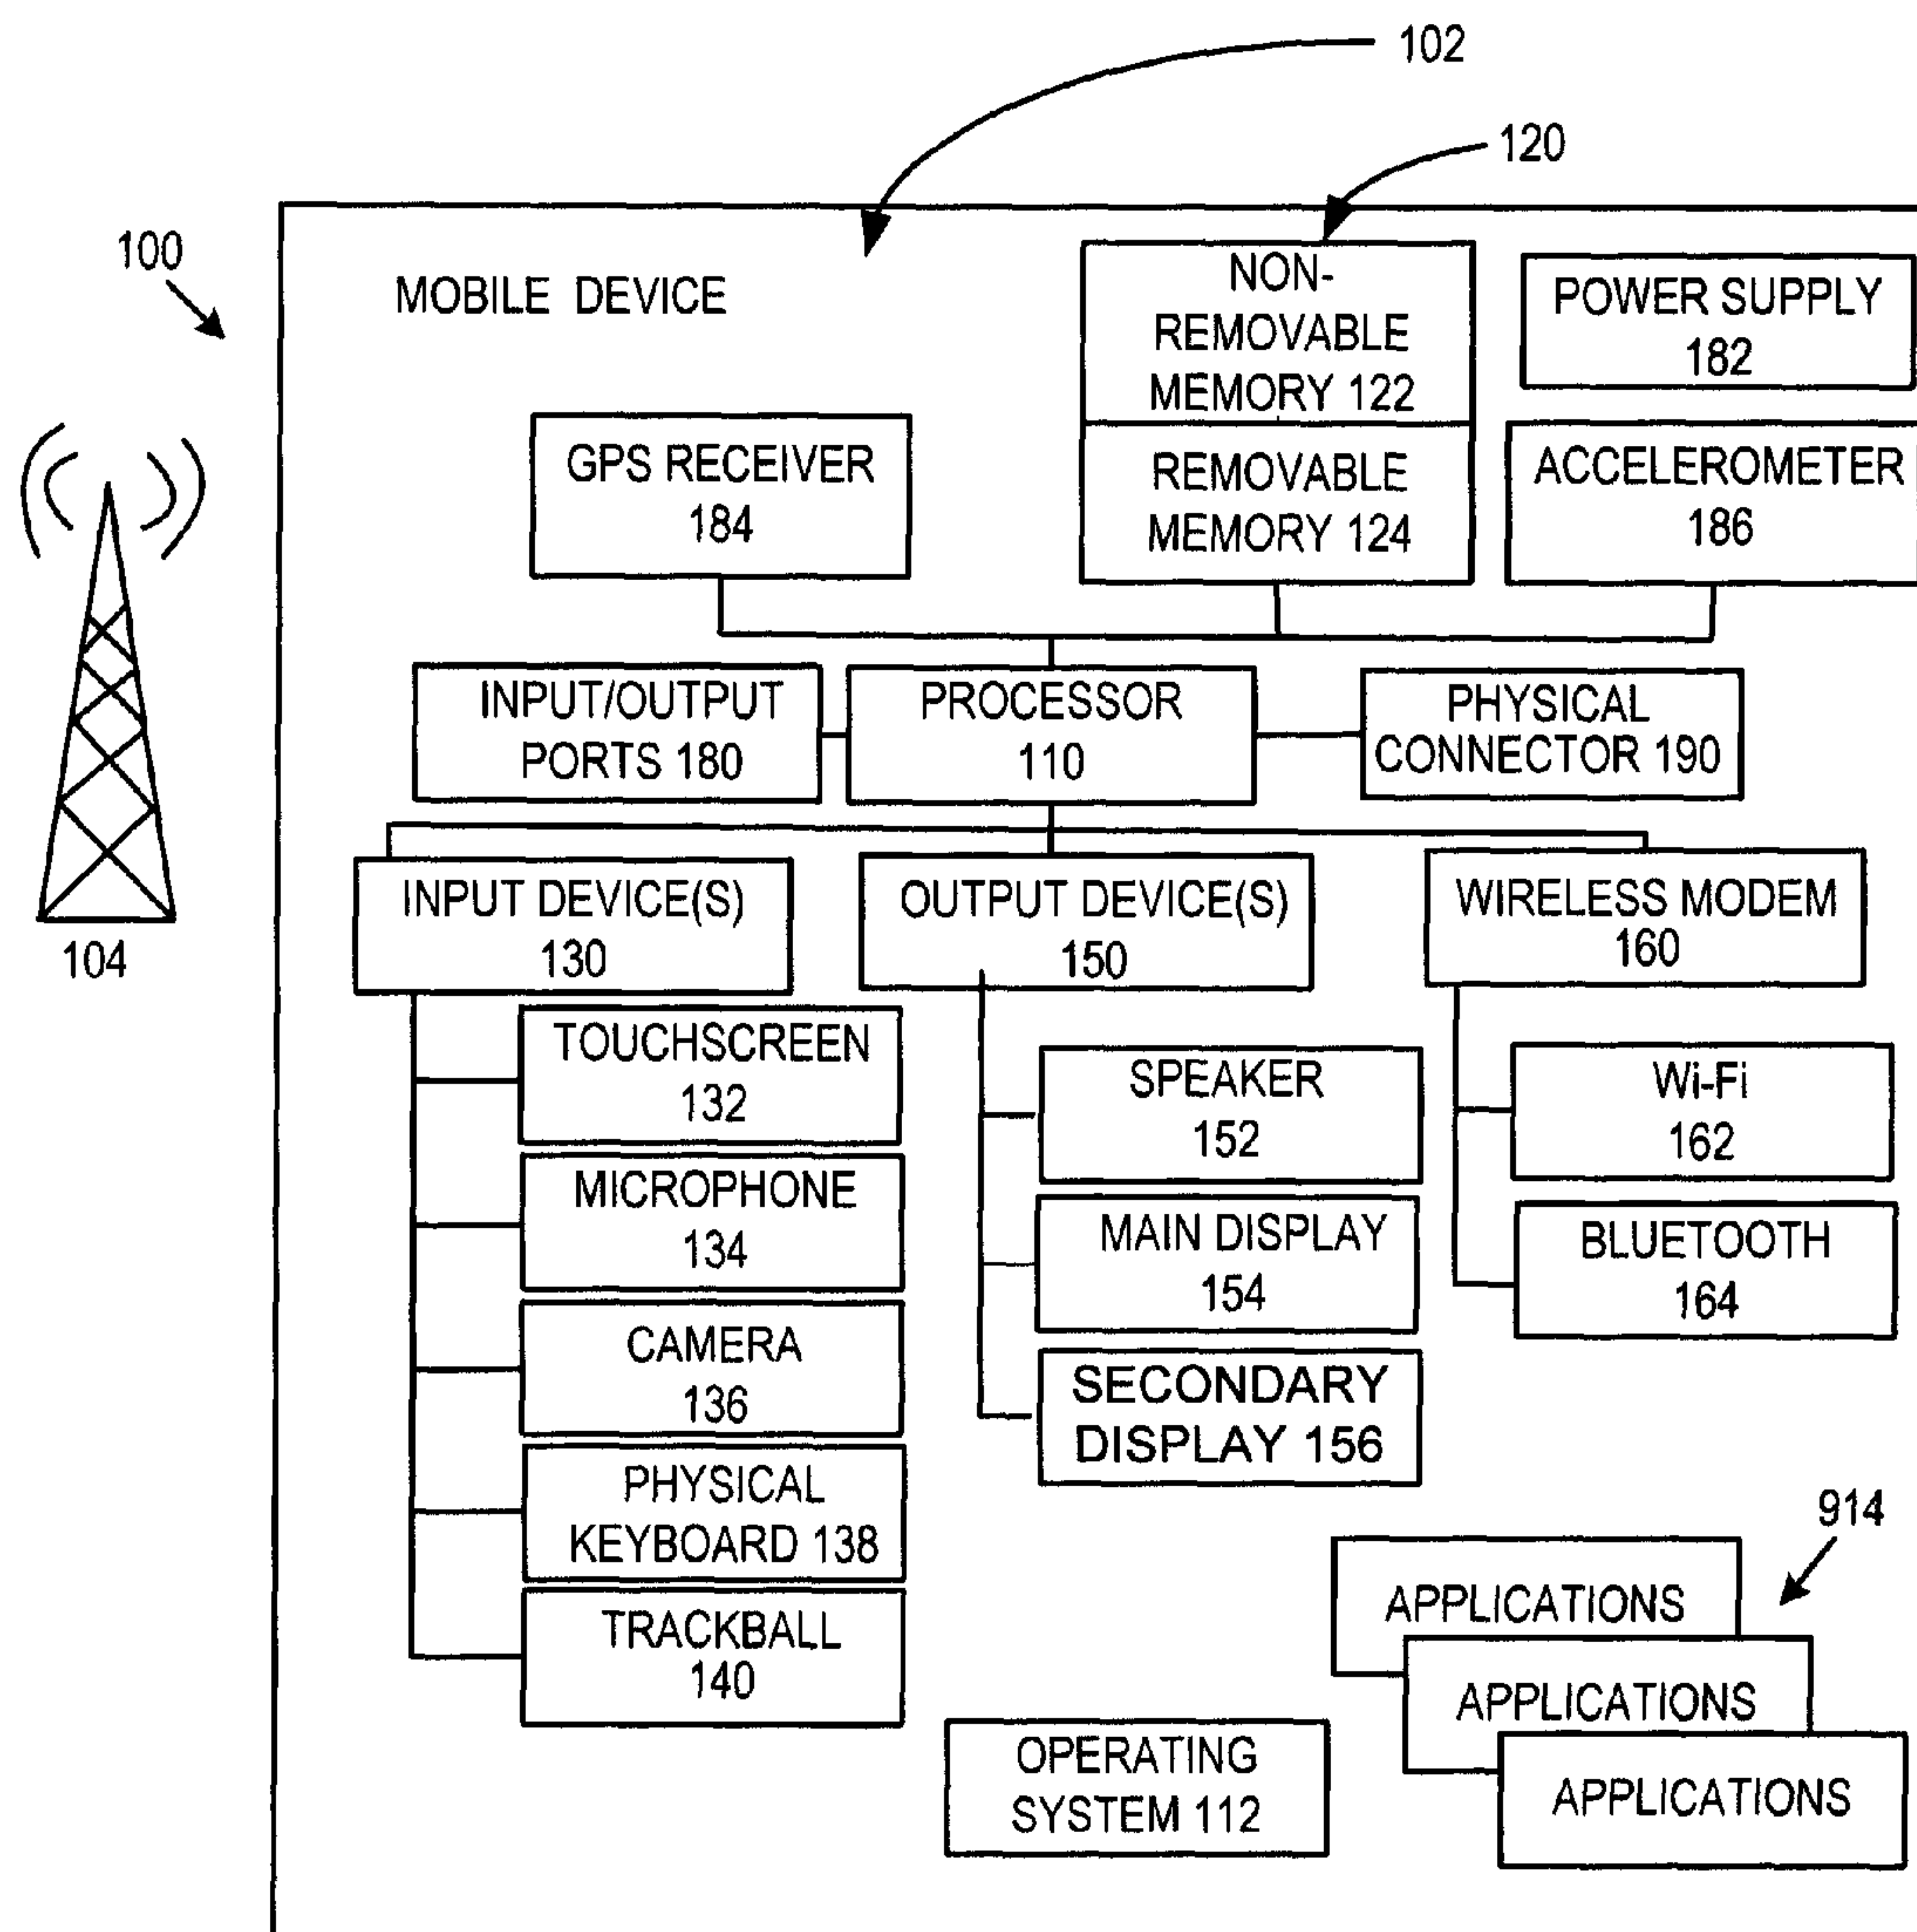 102
120
100
MOBILE DEVICE
NON-
REMOVABLE
MEMORY 122
POWER SUPPLY
182
GPS RECEIVER
184
REMOVABLE
MEMORY 124
ACCELEROMETER
186
INPUT/OUTPUT
PORTS 180
PROCESSOR
110
PHYSICAL
CONNECTOR 190
104
INPUT DEVICE(S)
130
OUTPUT DEVICE(S)
150
WIRELESS MODEM
160
TOUCHSCREEN
132
MICROPHONE
134
CAMERA
136
PHYSICAL
KEYBOARD 138
TRACKBALL
140
SPEAKER
152
MAIN DISPLAY
154
SECONDARY
DISPLAY 156
Wi-Fi
162
BLUETOOTH
164
914
APPLICATIONS
APPLICATIONS
APPLICATIONS
OPERATING
SYSTEM 112